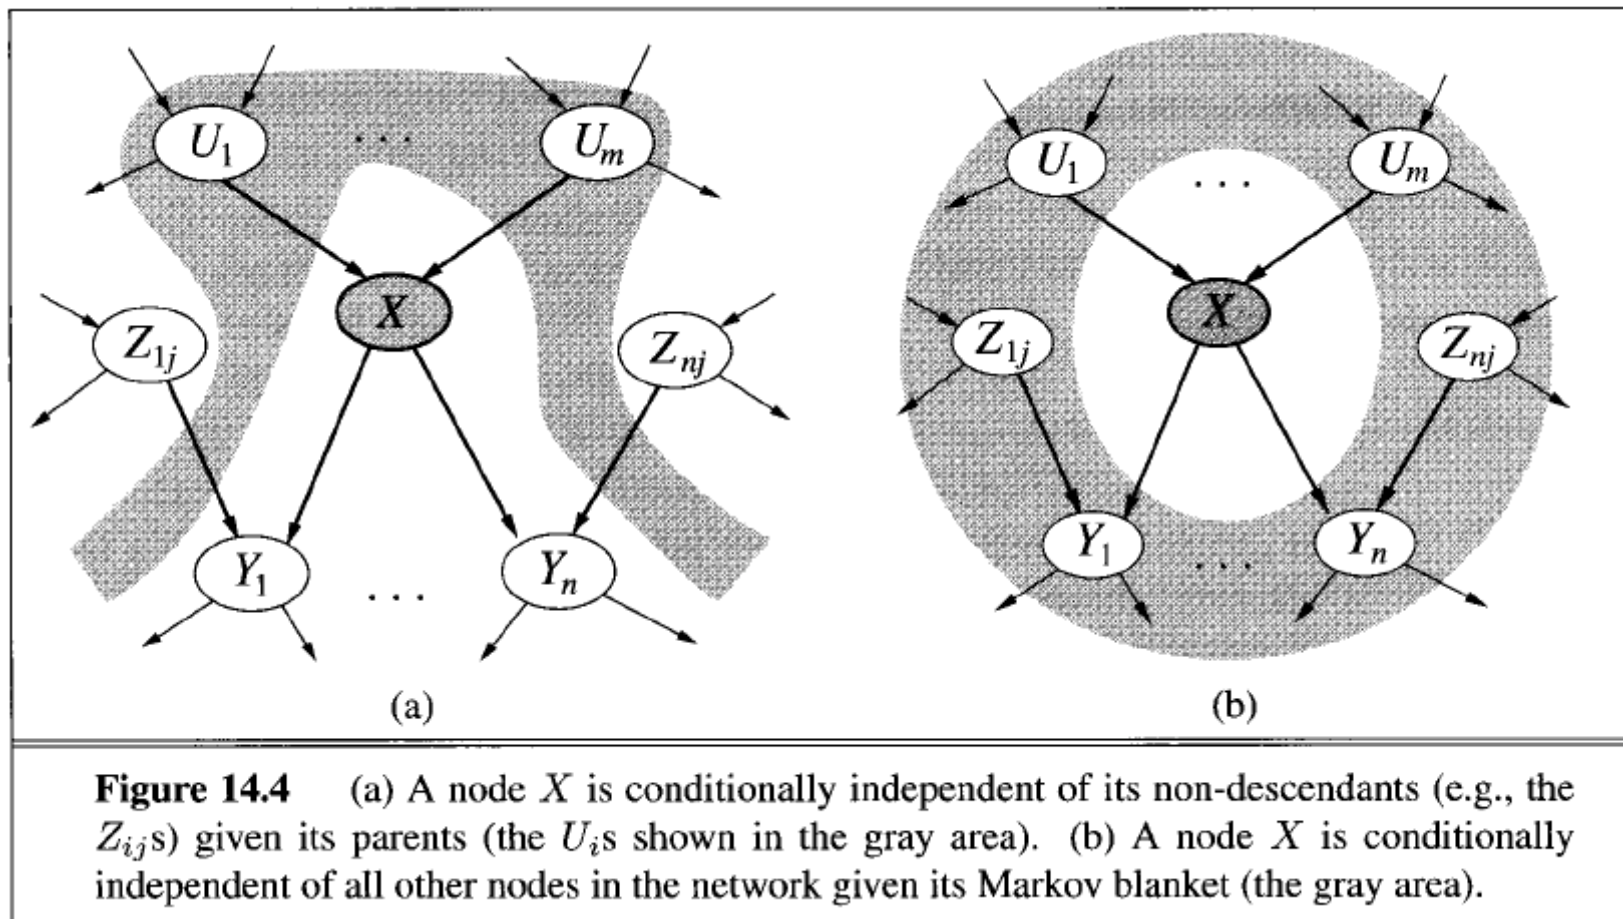 U1 . . . Um
X
Z1j Znj
Y1 . . . Yn
(a)
U1 . . . Um
X
Z1j Znj
Y1 . . . Yn
(b)
Figure 14.4 (a) A node X is conditionally independent of its non-descendants (e.g., the
Zijs) given its parents (the Uis shown in the gray area). (b) A node X is conditionally
independent of all other nodes in the network given its Markov blanket (the gray area).